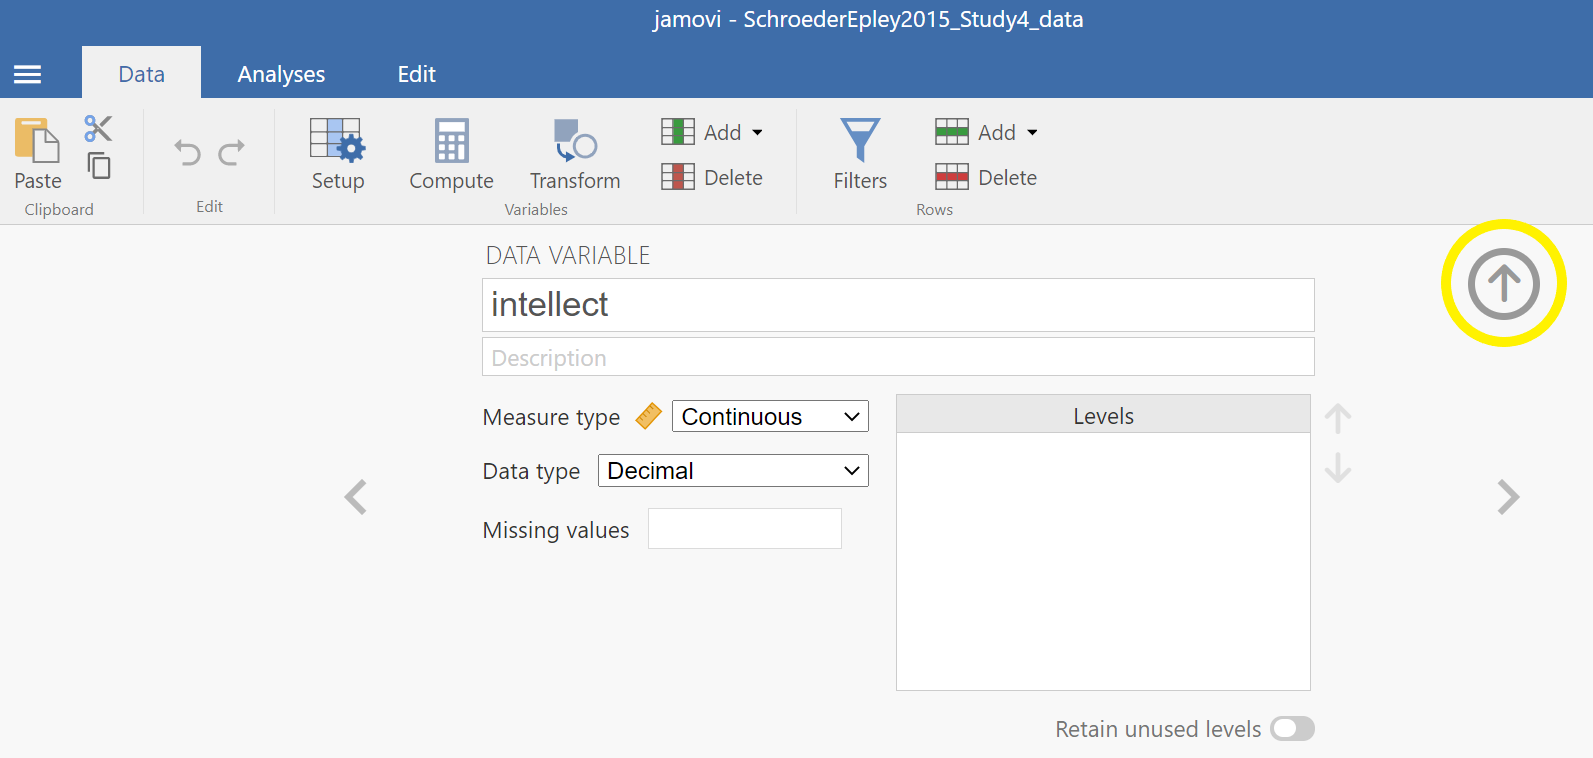 jamovi - SchroederEpley2015_Study4_data
Data Analyses Edit
Paste
Clipboard
Edit
Setup
Compute
Transform
Add
Delete
Variables
Filters
Add
Delete
Rows
DATA VARIABLE
intellect
Description
Measure type Continuous
Data type Decimal
Missing values
Levels
Retain unused levels